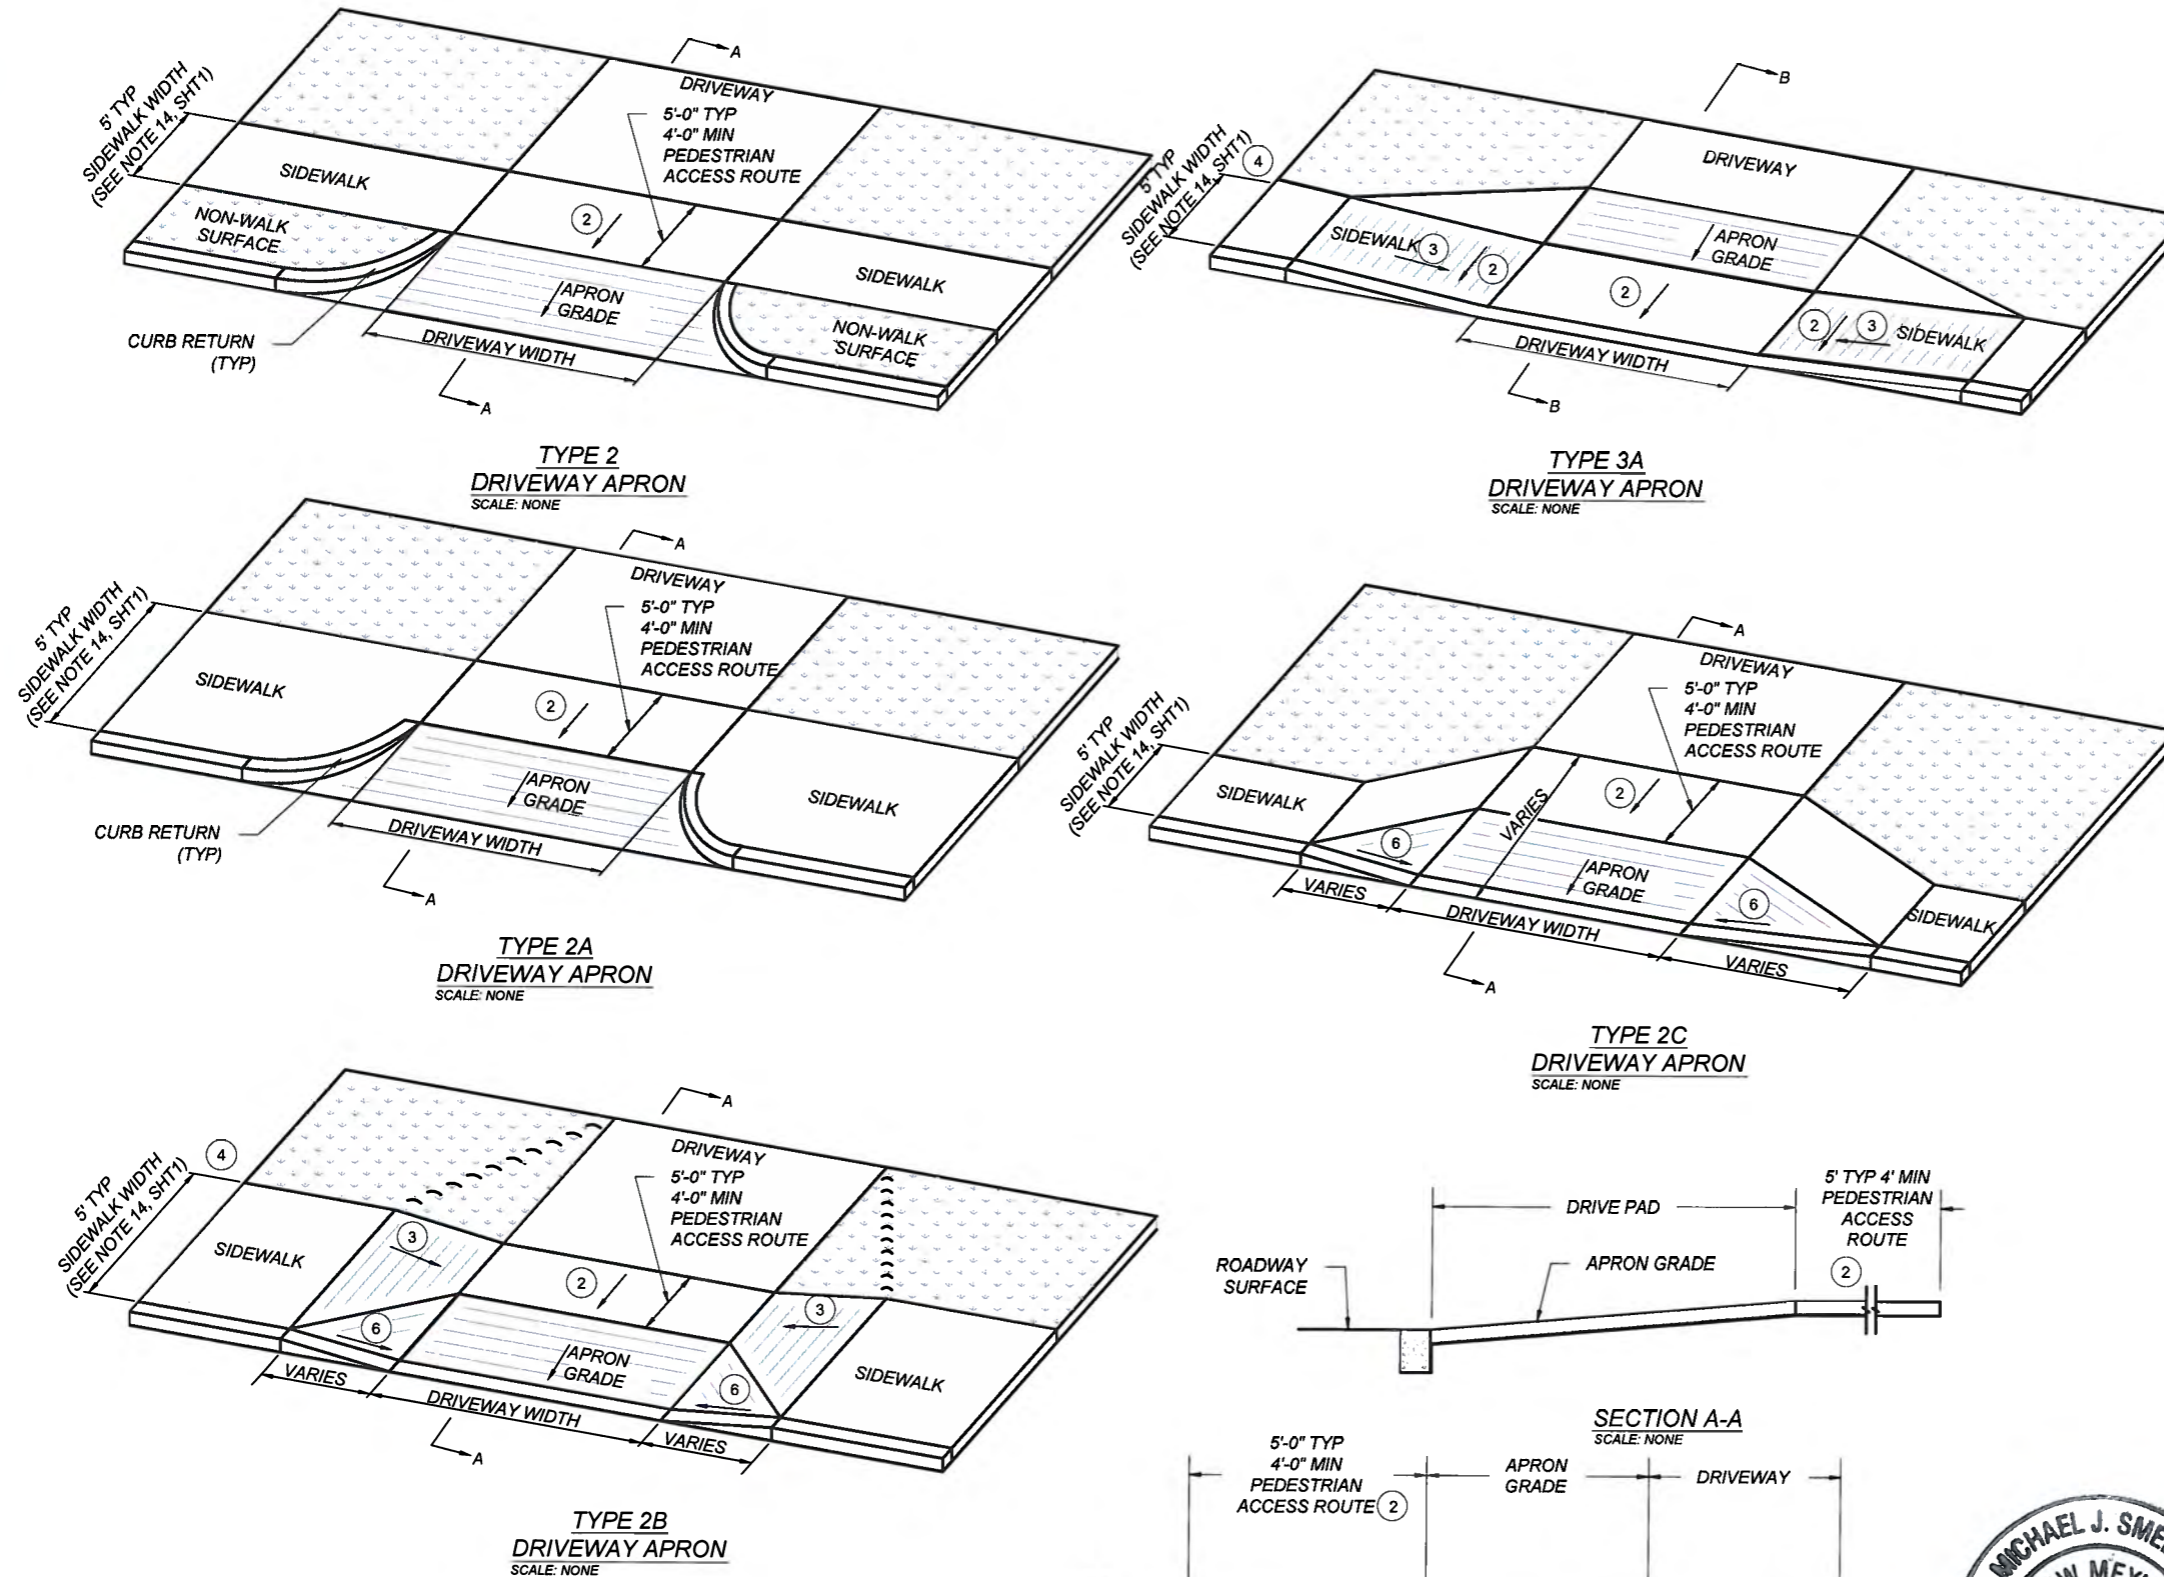 A
DRIVEWAY
5'-0" TYP
4'-0" MIN
PEDESTRIAN
ACCESS ROUTE
5' TYP
SIDEWALK WIDTH
(SEE NOTE 14, SHT1)
SIDEWALK
NON-WALK
SURFACE
2
APRON
GRADE
SIDEWALK
NON-WALK
SURFACE
CURB RETURN
(TYP)
DRIVEWAY WIDTH
A
TYPE 2
DRIVEWAY APRON
SCALE: NONE
B
5' TYP
SIDEWALK WIDTH
(SEE NOTE 14, SHT1)
4
DRIVEWAY
SIDEWALK
3
2
APRON
GRADE
2
2
3
SIDEWALK
DRIVEWAY WIDTH
B
TYPE 3A
DRIVEWAY APRON
SCALE: NONE
A
DRIVEWAY
5'-0" TYP
4'-0" MIN
PEDESTRIAN
ACCESS ROUTE
5' TYP
SIDEWALK WIDTH
(SEE NOTE 14, SHT1)
SIDEWALK
2
APRON
GRADE
SIDEWALK
CURB RETURN
(TYP)
DRIVEWAY WIDTH
A
TYPE 2A
DRIVEWAY APRON
SCALE: NONE
A
DRIVEWAY
5'-0" TYP
4'-0" MIN
PEDESTRIAN
ACCESS ROUTE
5' TYP
SIDEWALK WIDTH
(SEE NOTE 14, SHT1)
SIDEWALK
2
VARIES
6
APRON
GRADE
6
SIDEWALK
VARIES
DRIVEWAY WIDTH
VARIES
A
TYPE 2C
DRIVEWAY APRON
SCALE: NONE
A
DRIVEWAY
5'-0" TYP
4'-0" MIN
PEDESTRIAN
ACCESS ROUTE
5' TYP
SIDEWALK WIDTH
(SEE NOTE 14, SHT1)
4
SIDEWALK
3
2
3
6
APRON
GRADE
6
SIDEWALK
VARIES
DRIVEWAY WIDTH
VARIES
A
TYPE 2B
DRIVEWAY APRON
SCALE: NONE
DRIVE PAD
5' TYP 4' MIN
PEDESTRIAN
ACCESS
ROUTE
2
ROADWAY
SURFACE
APRON GRADE
SECTION A-A
SCALE: NONE
5'-0" TYP
4'-0" MIN
PEDESTRIAN
ACCESS ROUTE 2
APRON
GRADE
DRIVEWAY
MICHAEL J.